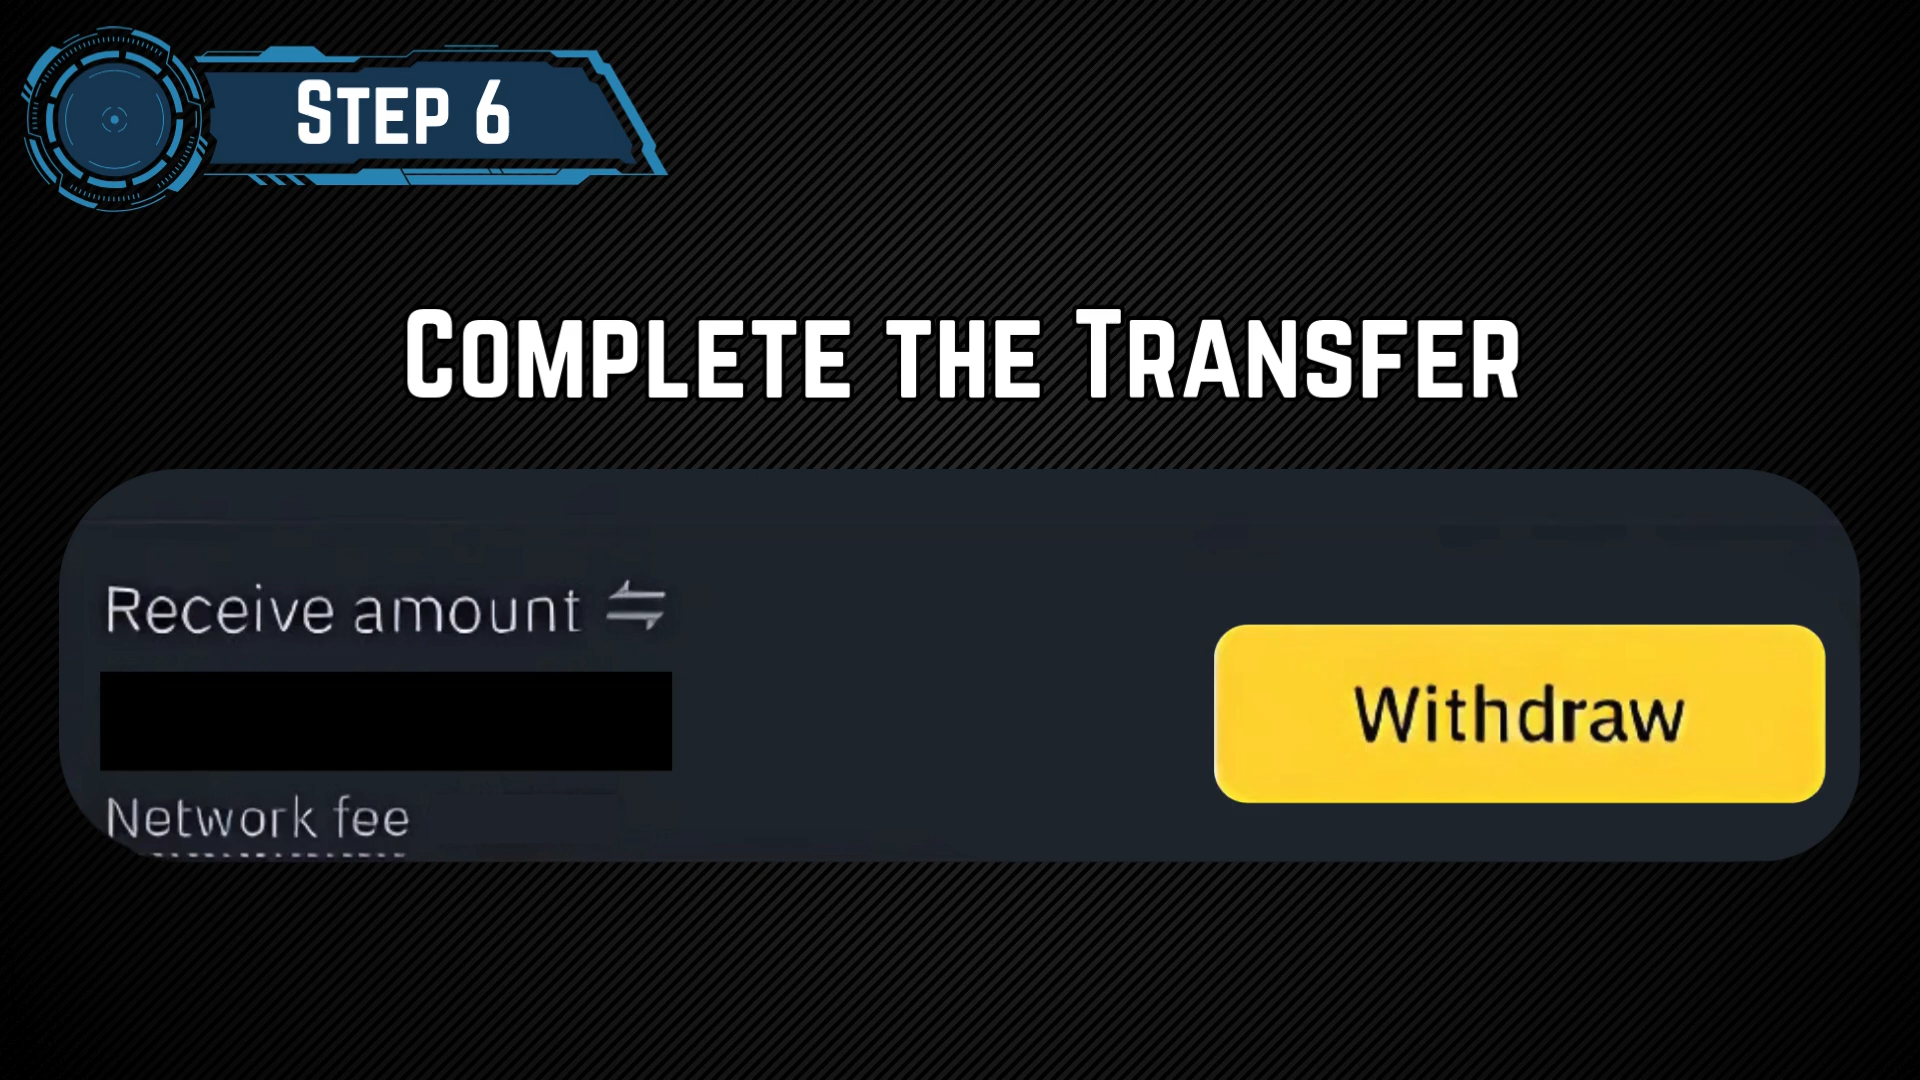 Step 6
Complete the Transfer
Receive amount
Withdraw
Network fee